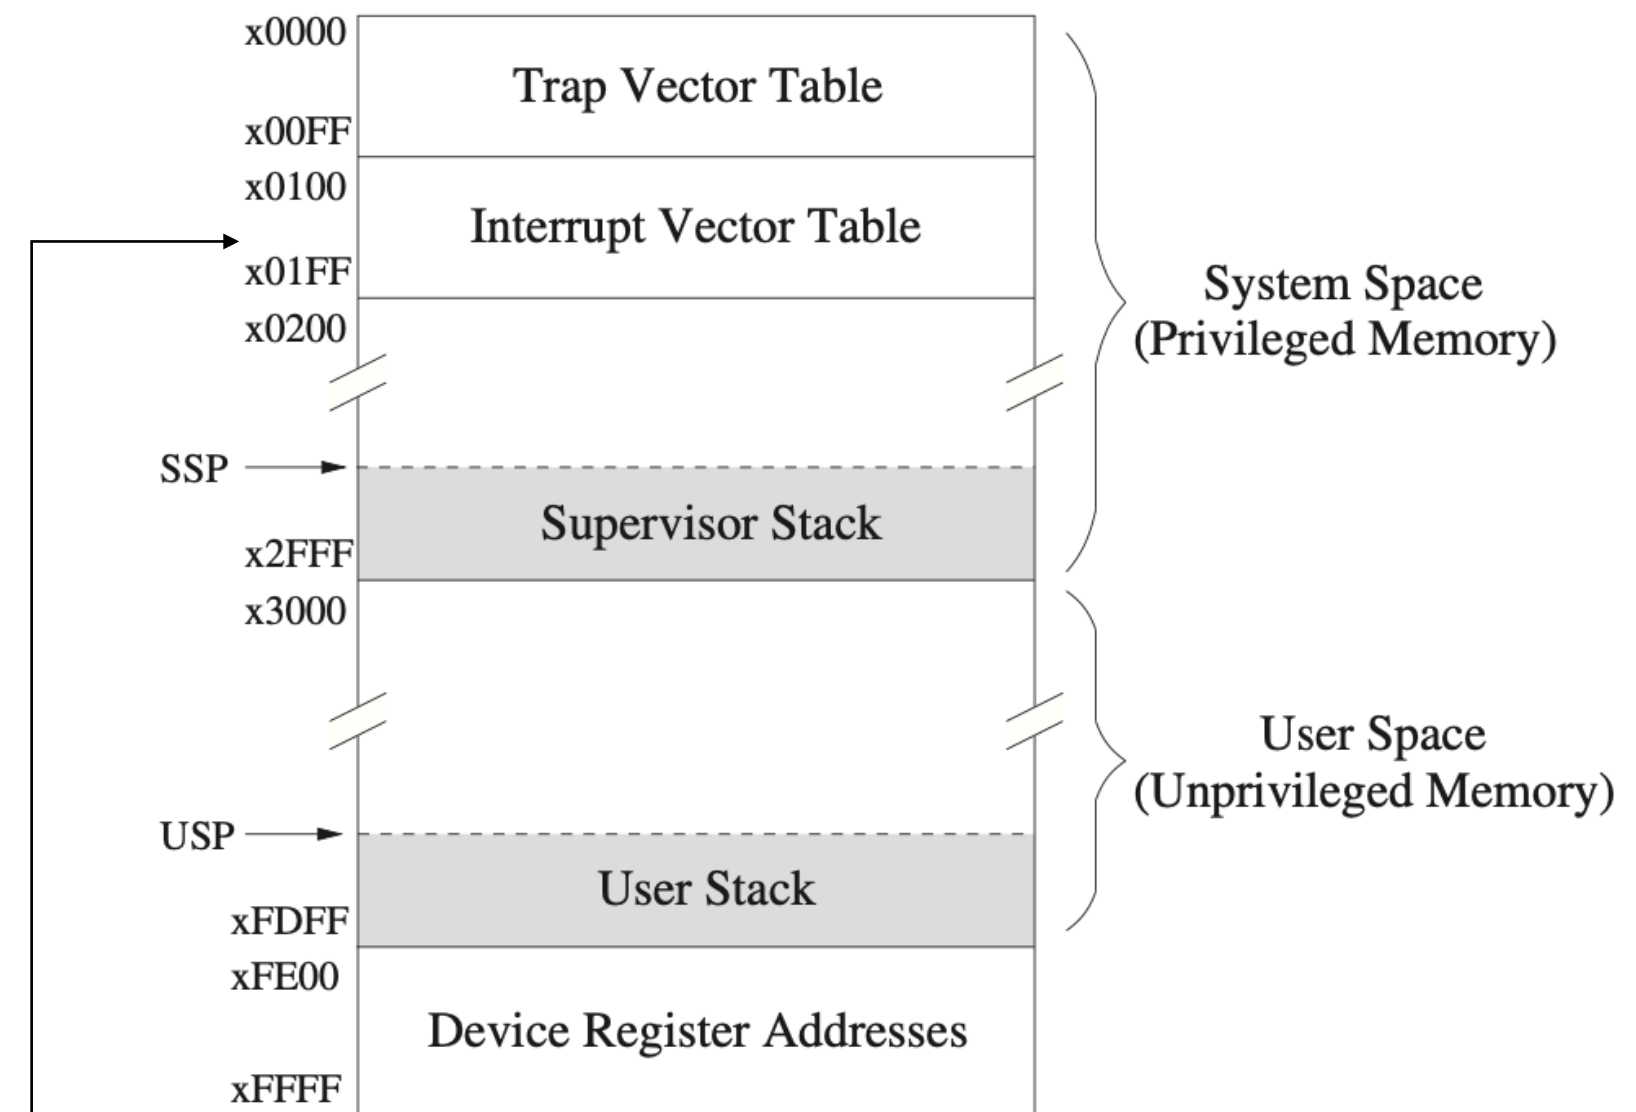 x0000
Trap Vector Table
x00FF
x0100
Interrupt Vector Table
x01FF
x0200
System Space
(Privileged Memory)
SSP
Supervisor Stack
x2FFF
x3000
User Space
(Unprivileged Memory)
USP
User Stack
xFDFF
xFE00
Device Register Addresses
xFFFF